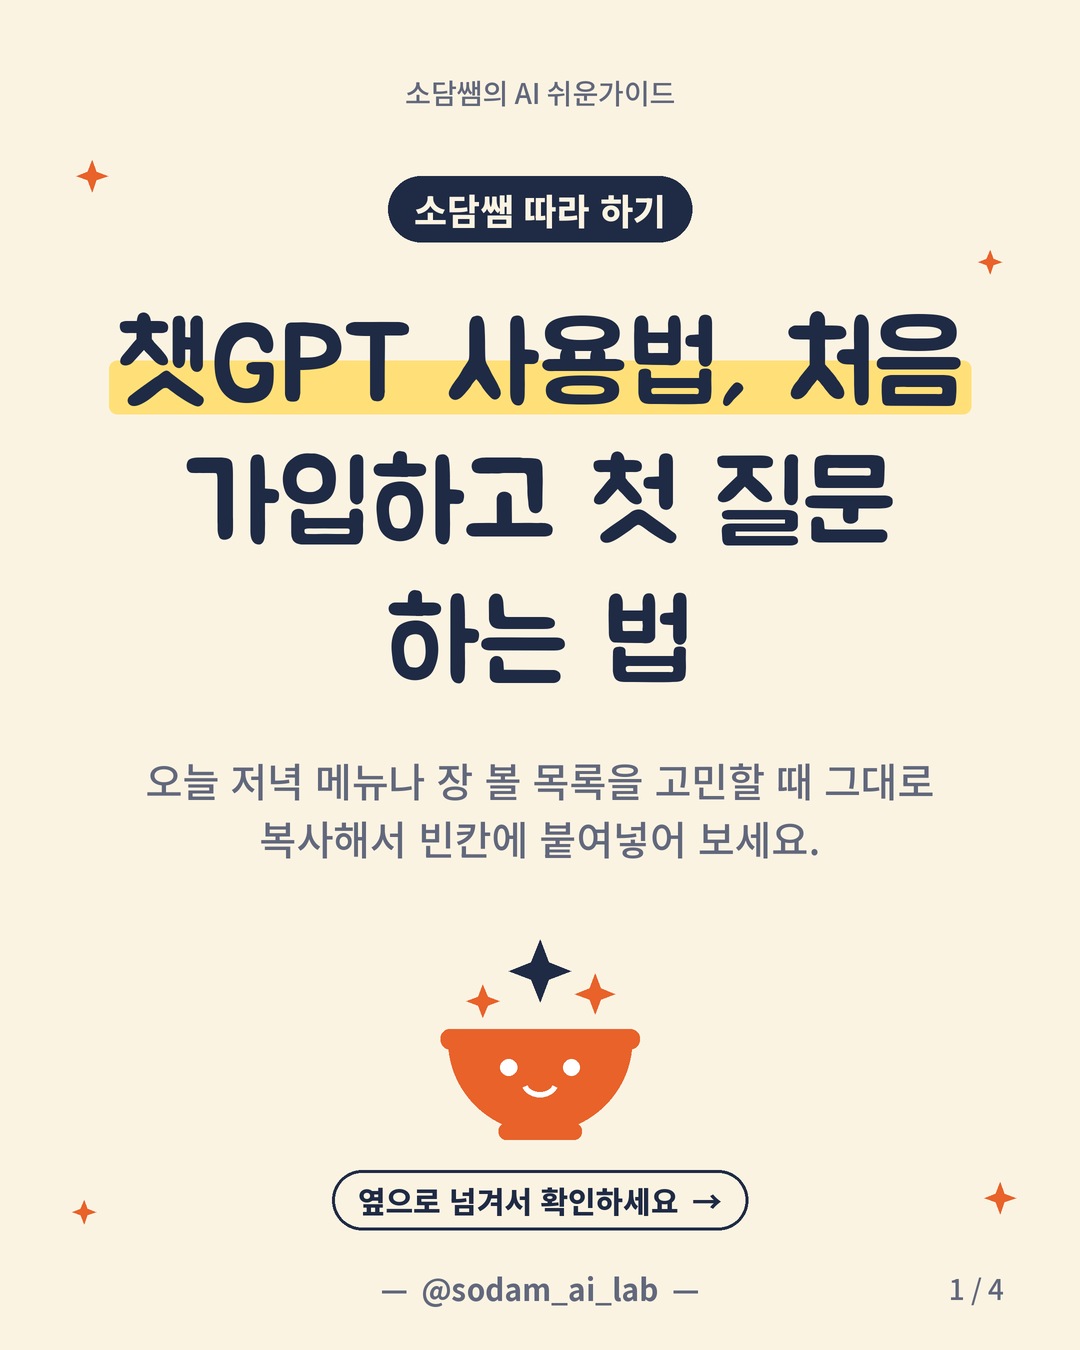 소담쌤의 AI 쉬운가이드
소담쌤 따라 하기
챗GPT 사용법, 처음
가입하고 첫 질문
하는 법
오늘 저녁 메뉴나 장 볼 목록을 고민할 때 그대로
복사해서 빈칸에 붙여넣어 보세요.
옆으로 넘겨서 확인하세요 →
— @sodam_ai_lab —
1 / 4